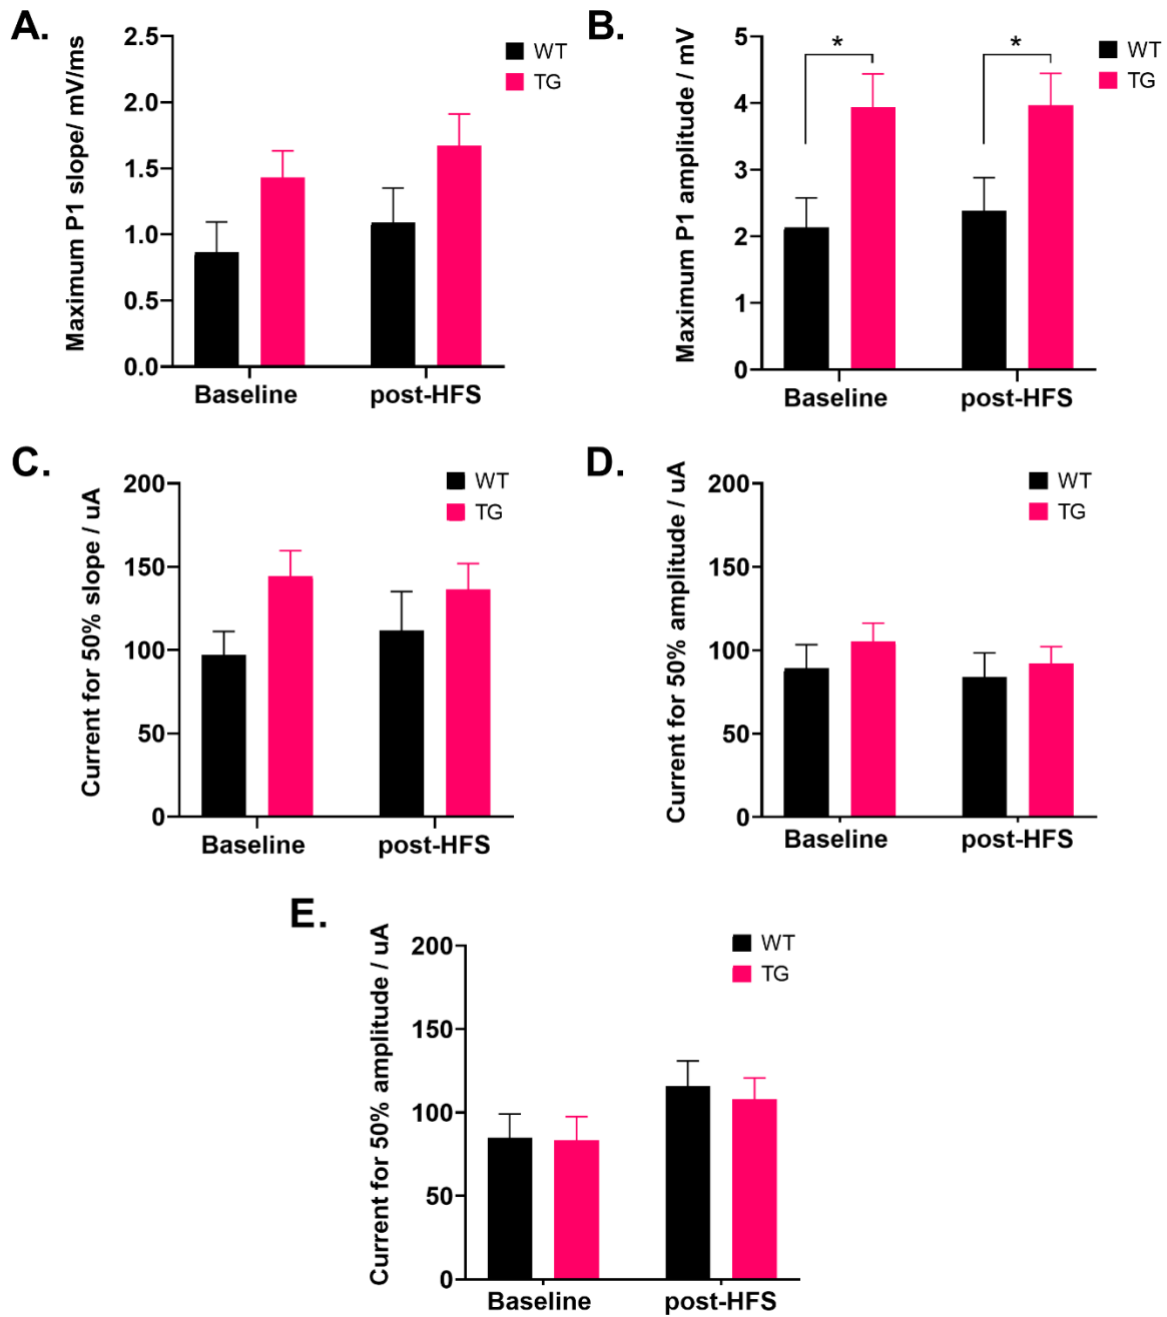 A.
Maximum P1 slope/ mV/ms
2.5
2.0
1.5
1.0
0.5
0.0
WT
TG
Baseline
post-HFS
B.
Maximum P1 amplitude / mV
5
4
3
2
1
0
*
*
WT
TG
Baseline
post-HFS
C.
Current for 50% slope / uA
200
150
100
50
0
WT
TG
Baseline
post-HFS
D.
Current for 50% amplitude / uA
200
150
100
50
0
WT
TG
Baseline
post-HFS
E.
Current for 50% amplitude / uA
200
150
100
50
0
WT
TG
Baseline
post-HFS